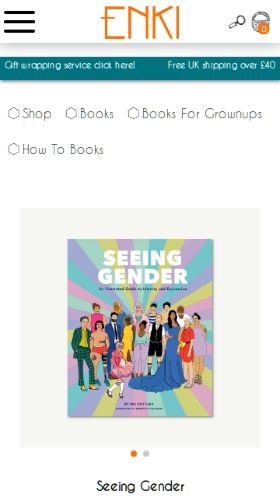 ENKI
0
Gift wrapping service click here! Free UK shipping over £40
Shop Books Books For Grownups
How To Books
SEEING
GENDER
An Illustrated Guide to Identity and Expression
Seeing Gender